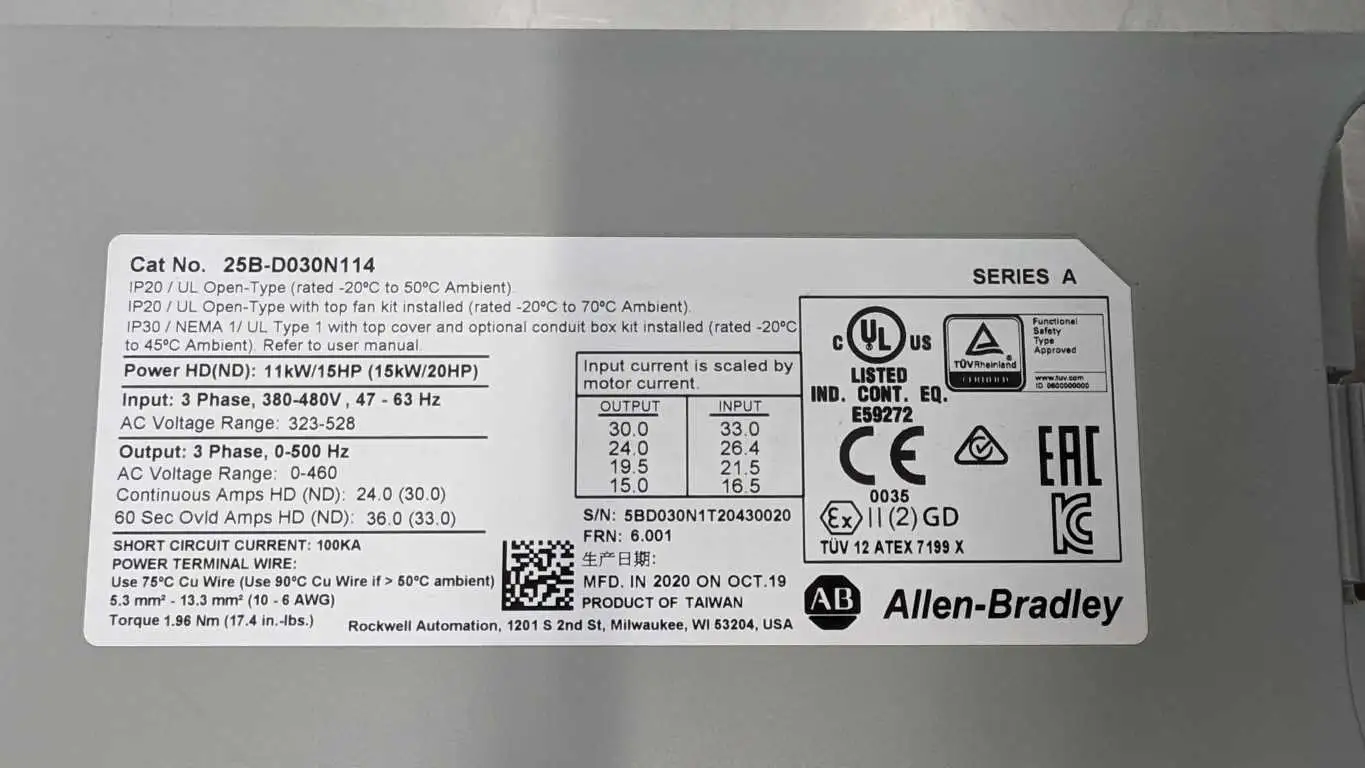 Cat No. 25B-D030N114
SERIES A
IP20 / UL Open-Type (rated -20°C to 50°C Ambient).
IP20 / UL Open-Type with top fan kit installed (rated -20°C to 70°C Ambient).
IP30 / NEMA 1/ UL Type 1 with top cover and optional conduit box kit installed (rated -20°C
to 45°C Ambient). Refer to user manual.
Power HD(ND): 11kW/15HP (15kW/20HP)
Input: 3 Phase, 380-480V, 47 - 63 Hz
AC Voltage Range: 323-528
Output: 3 Phase, 0-500 Hz
AC Voltage Range: 0-460
Continuous Amps HD (ND): 24.0 (30.0)
60 Sec Ovld Amps HD (ND): 36.0 (33.0)
SHORT CIRCUIT CURRENT: 100KA
POWER TERMINAL WIRE:
Use 75°C Cu Wire (Use 90°C Cu Wire if > 50°C ambient)
5.3 mm² - 13.3 mm² (10 - 6 AWG)
Torque 1.96 Nm (17.4 in.-lbs.)
Input current is scaled by
motor current.
OUTPUT INPUT
30.0 33.0
24.0 26.4
19.5 21.5
15.0 16.5
S/N: 5BD030N1T20430020
FRN: 6.001
生产日期:
MFD. IN 2020 ON OCT.19
PRODUCT OF TAIWAN
Rockwell Automation, 1201 S 2nd St, Milwaukee, WI 53204, USA
C UL US
LISTED
IND. CONT. EQ.
E59272
TÜVRheinland
CERTIFIED
Functional
Safety
Type
Approved
www.tuv.com
ID 0600000000
CE
0035
EAC
Ex II (2) GD
TÜV 12 ATEX 7199 X
AB Allen-Bradley